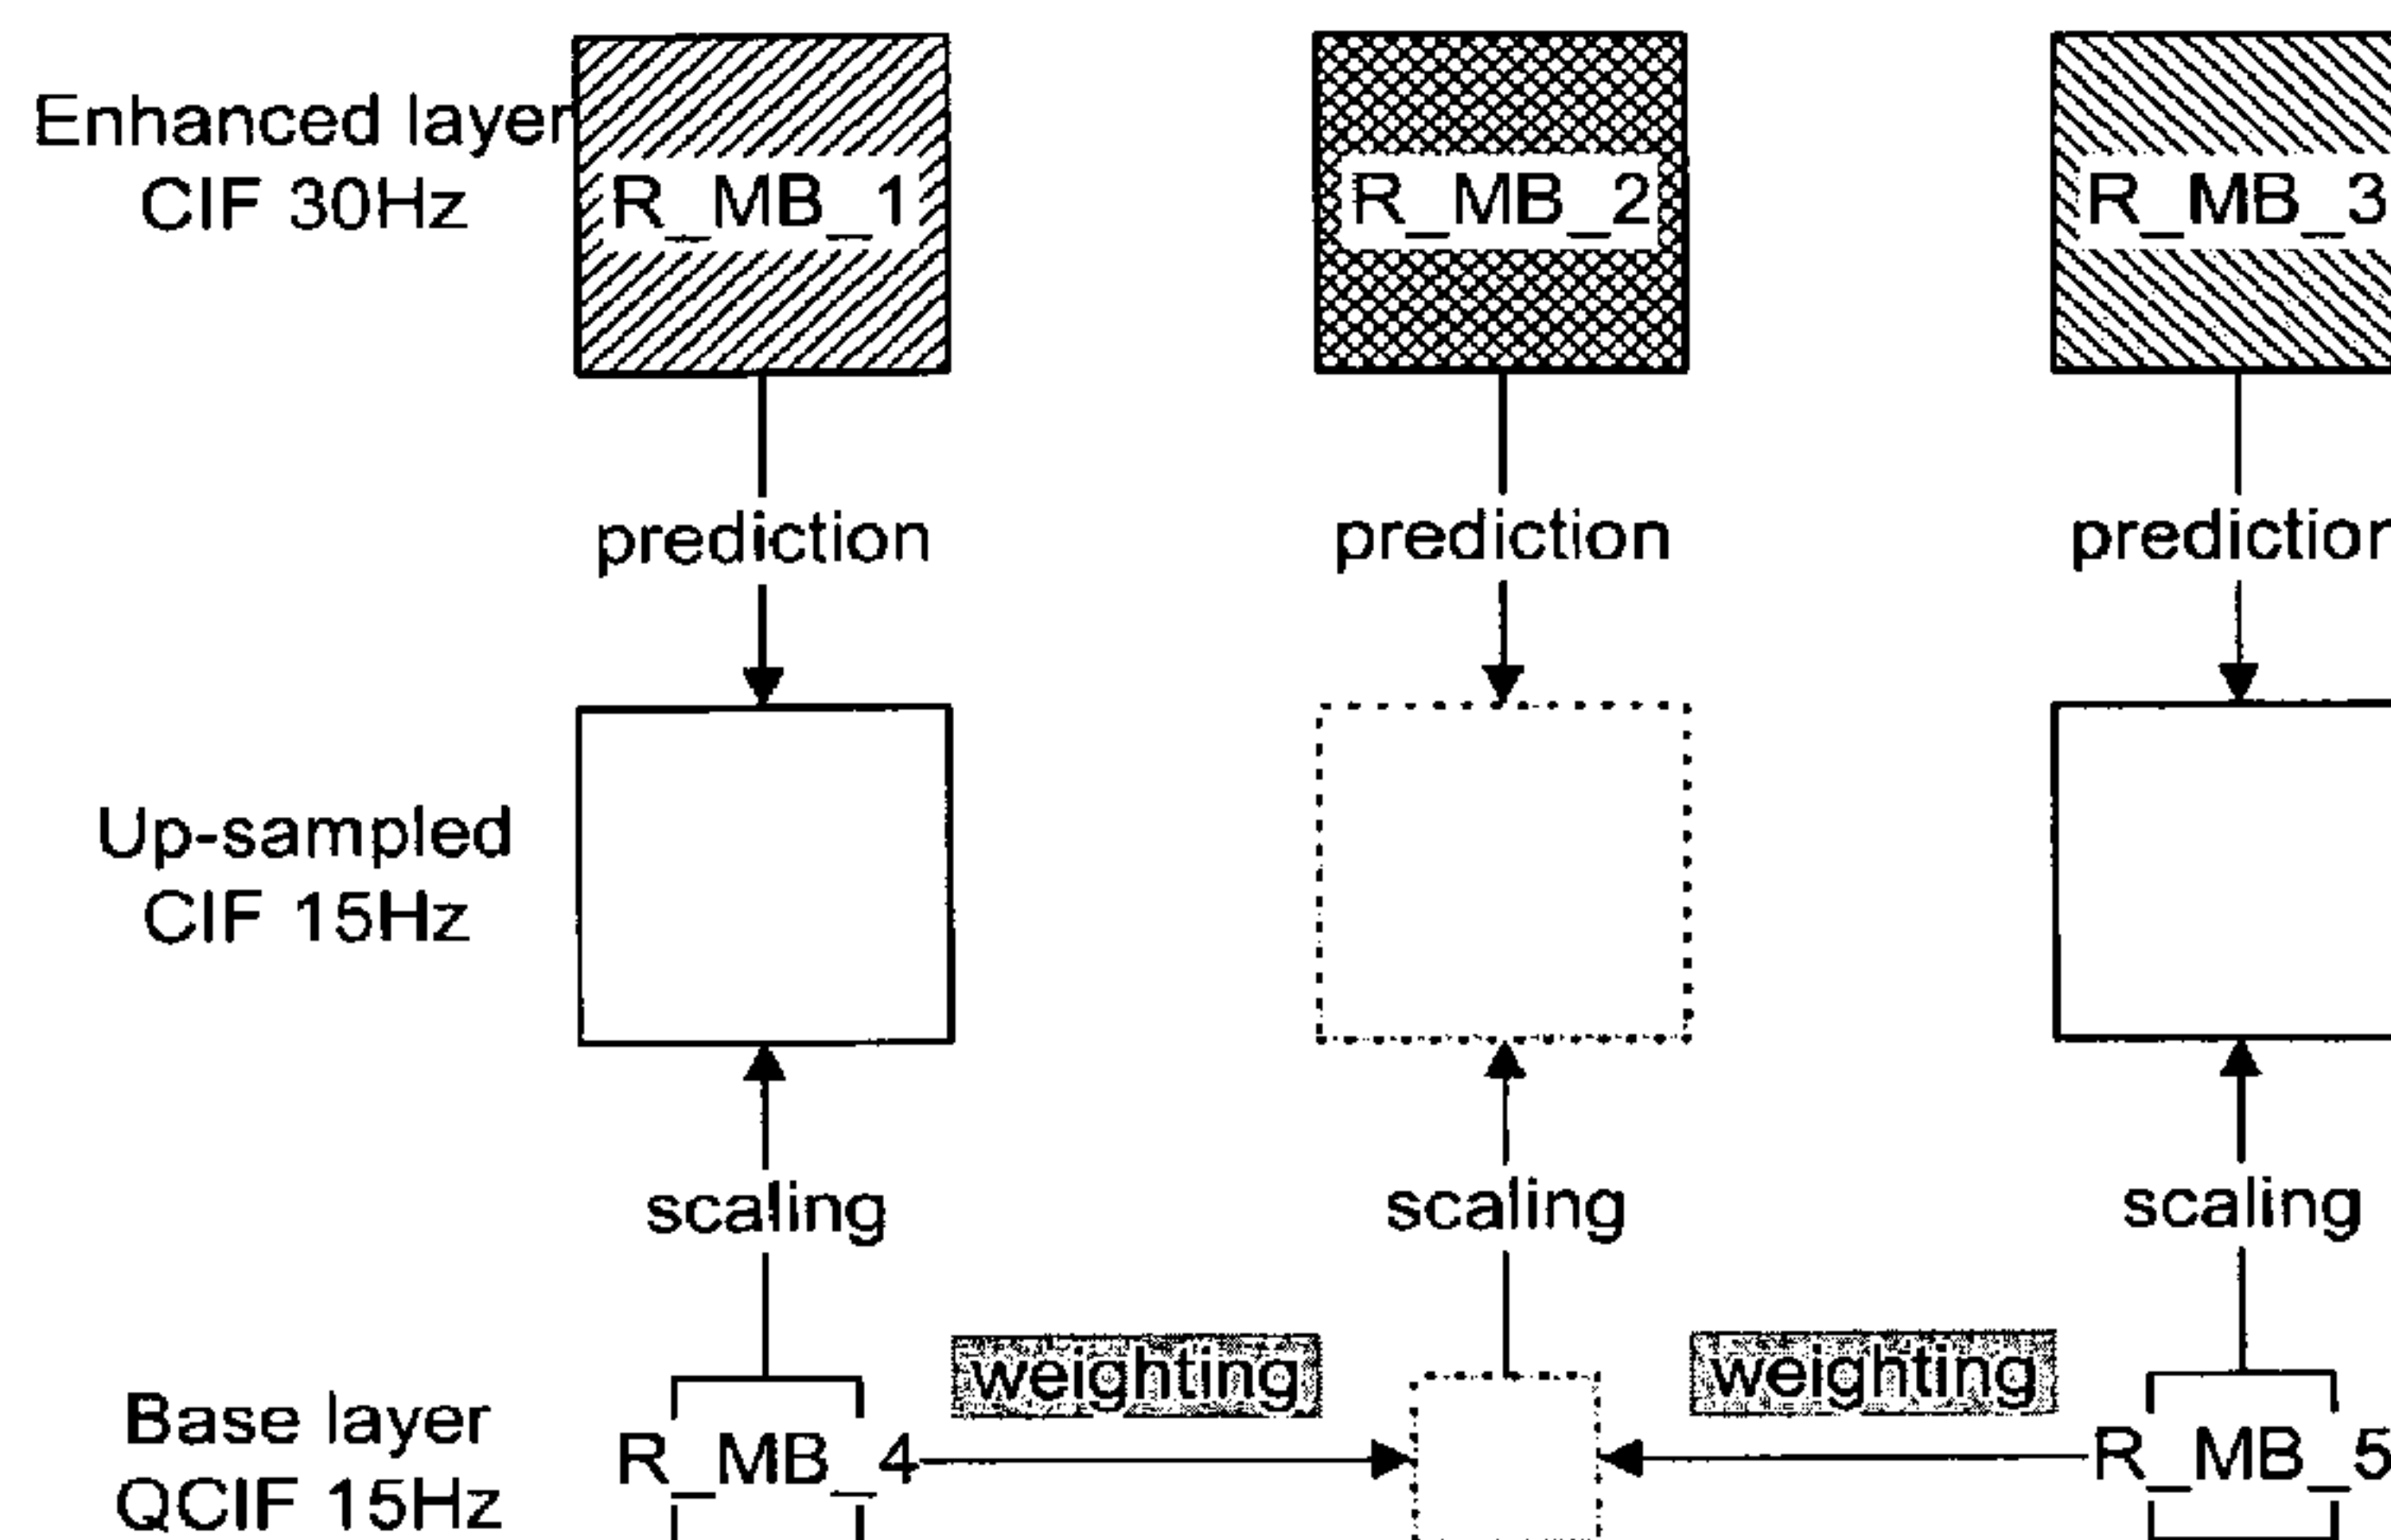 Enhanced layer
CIF 30Hz
R_MB_1
R_MB_2
R_MB_3
prediction
prediction
prediction
Up-sampled
CIF 15Hz
scaling
scaling
scaling
weighting
weighting
Base layer
QCIF 15Hz
R_MB_4
R_MB_5